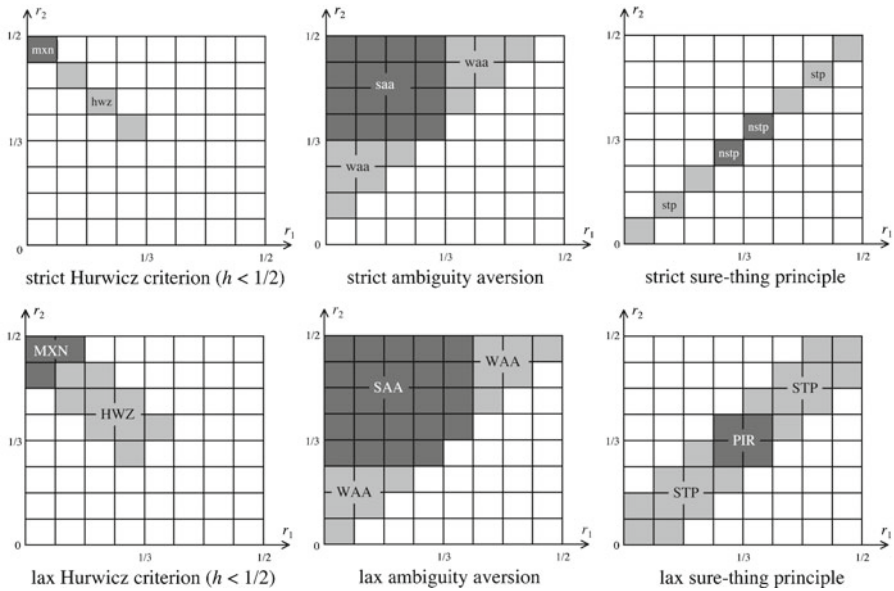 r2
1/2
mxn
hwz
1/3
0
1/3
1/2
r1
strict Hurwicz criterion (h < 1/2)
r2
1/2
saa
waa
1/3
waa
0
1/3
1/2
r1
strict ambiguity aversion
r2
1/2
stp
nstp
1/3
nstp
stp
0
1/3
1/2
r1
strict sure-thing principle
r2
1/2
MXN
HWZ
1/3
0
1/3
1/2
r1
lax Hurwicz criterion (h < 1/2)
r2
1/2
WAA
SAA
1/3
WAA
0
1/3
1/2
r1
lax ambiguity aversion
r2
1/2
STP
PIR
1/3
STP
0
1/3
1/2
r1
lax sure-thing principle